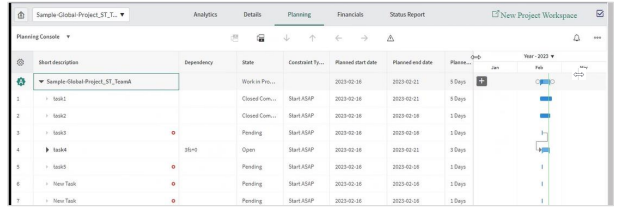 Sample-Global-Project_ST_T... ▼ Analytics Details Planning Financials Status Report New Project Workspace
Planning Console ▼
Short description Dependency State Constraint Ty... Planned start date Planned end date Planne... Year - 2023 ▼
Jan Feb
▼ Sample-Global-Project_ST_TeamA Work in Pro... 2023-02-16 2023-02-21 5 Days
1 task1 Closed Com... Start ASAP 2023-02-16 2023-02-21 5 Days
2 task2 Closed Com... Start ASAP 2023-02-16 2023-02-16 1 Days
3 task3 Pending Start ASAP 2023-02-16 2023-02-16 1 Days
4 task4 3fs+0 Open Start ASAP 2023-02-16 2023-02-21 3 Days
5 task5 Pending Start ASAP 2023-02-16 2023-02-16 1 Days
6 New Task Pending Start ASAP 2023-02-16 2023-02-16 1 Days
7 New Task Pending Start ASAP 2023-02-16 2023-02-16 1 Days